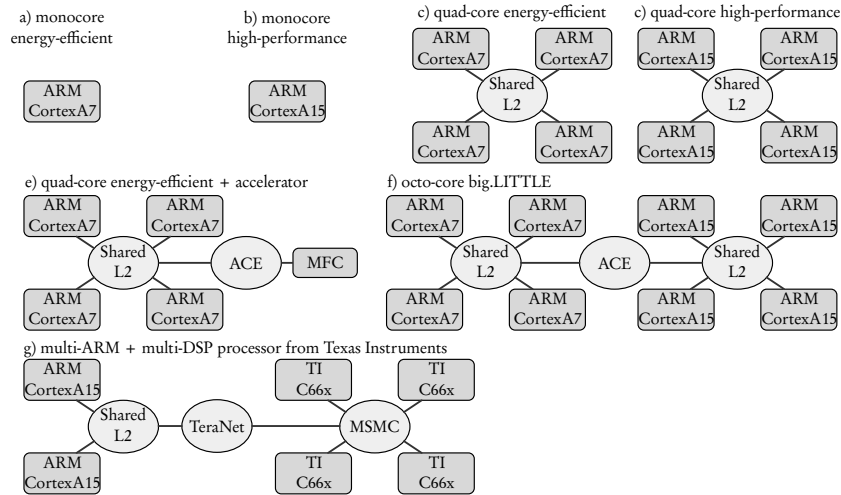 a) monocore
energy-efficient
b) monocore
high-performance
c) quad-core energy-efficient
c) quad-core high-performance
ARM
CortexA7
ARM
CortexA15
ARM
CortexA7
ARM
CortexA7
Shared
L2
ARM
CortexA7
ARM
CortexA7
ARM
CortexA15
ARM
CortexA15
Shared
L2
ARM
CortexA15
ARM
CortexA15
e) quad-core energy-efficient + accelerator
ARM
CortexA7
ARM
CortexA7
Shared
L2
ACE
MFC
ARM
CortexA7
ARM
CortexA7
f) octo-core big.LITTLE
ARM
CortexA7
ARM
CortexA7
ARM
CortexA15
ARM
CortexA15
Shared
L2
ACE
Shared
L2
ARM
CortexA7
ARM
CortexA7
ARM
CortexA15
ARM
CortexA15
g) multi-ARM + multi-DSP processor from Texas Instruments
ARM
CortexA15
TI
C66x
TI
C66x
Shared
L2
TeraNet
MSMC
ARM
CortexA15
TI
C66x
TI
C66x